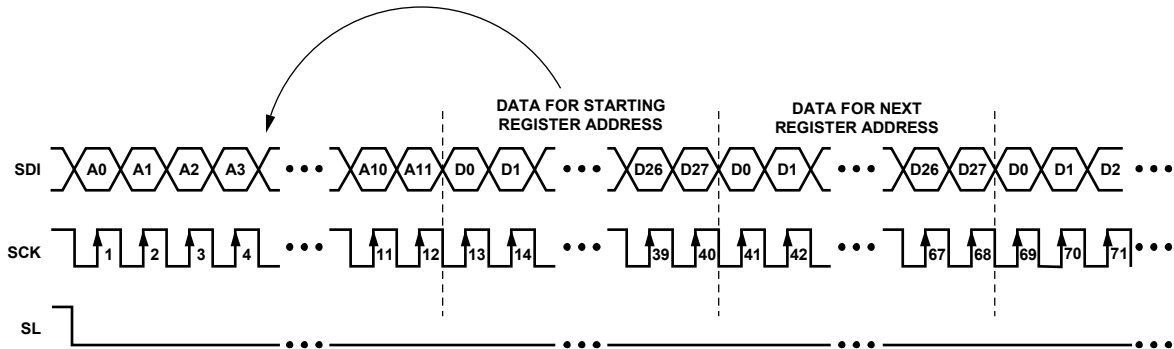 DATA FOR STARTING
REGISTER ADDRESS
DATA FOR NEXT
REGISTER ADDRESS
SDI A0 A1 A2 A3 A10 A11 D0 D1 D26 D27 D0 D1 D26 D27 D0 D1 D2
SCK 1 2 3 4 11 12 13 14 39 40 41 42 67 68 69 70 71
SL